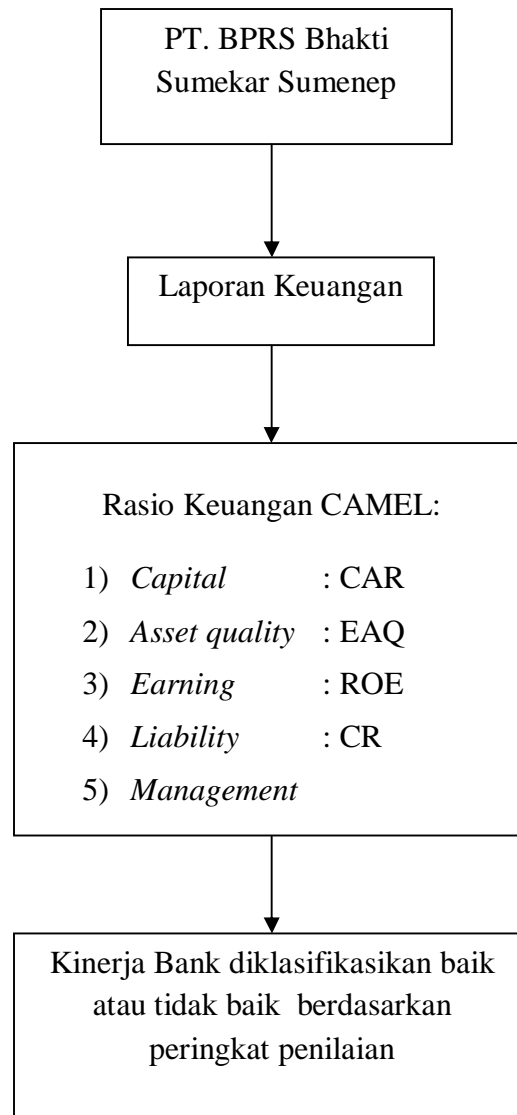 PT. BPRS Bhakti
Sumekar Sumenep
Laporan Keuangan
Rasio Keuangan CAMEL:
1) Capital : CAR
2) Asset quality : EAQ
3) Earning : ROE
4) Liability : CR
5) Management
Kinerja Bank diklasifikasikan baik
atau tidak baik berdasarkan
peringkat penilaian